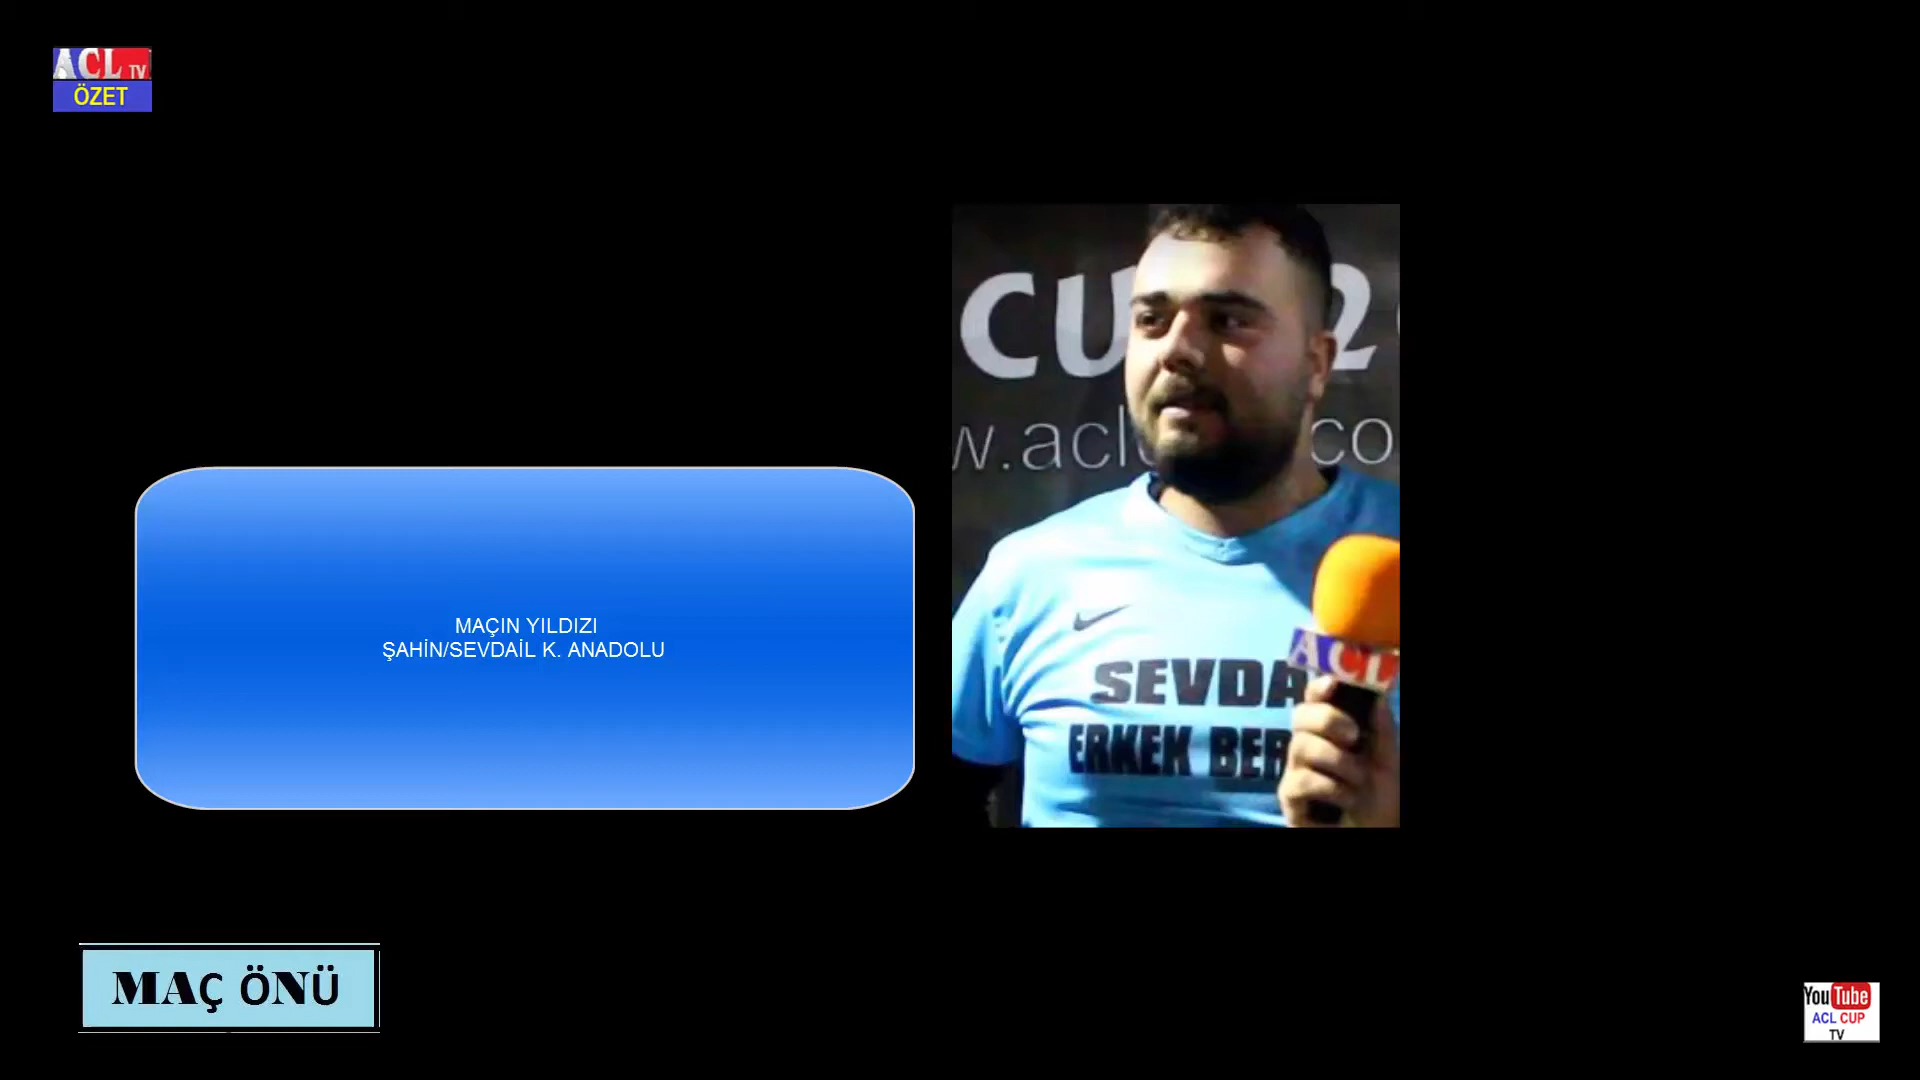 ACL TV
ÖZET
CU
2
w.acl
co
SEVDA
ERKEK BER
ACL
MAÇIN YILDIZI
ŞAHİN/SEVDAİL K. ANADOLU
MAÇ ÖNÜ
YouTube
ACL CUP
TV